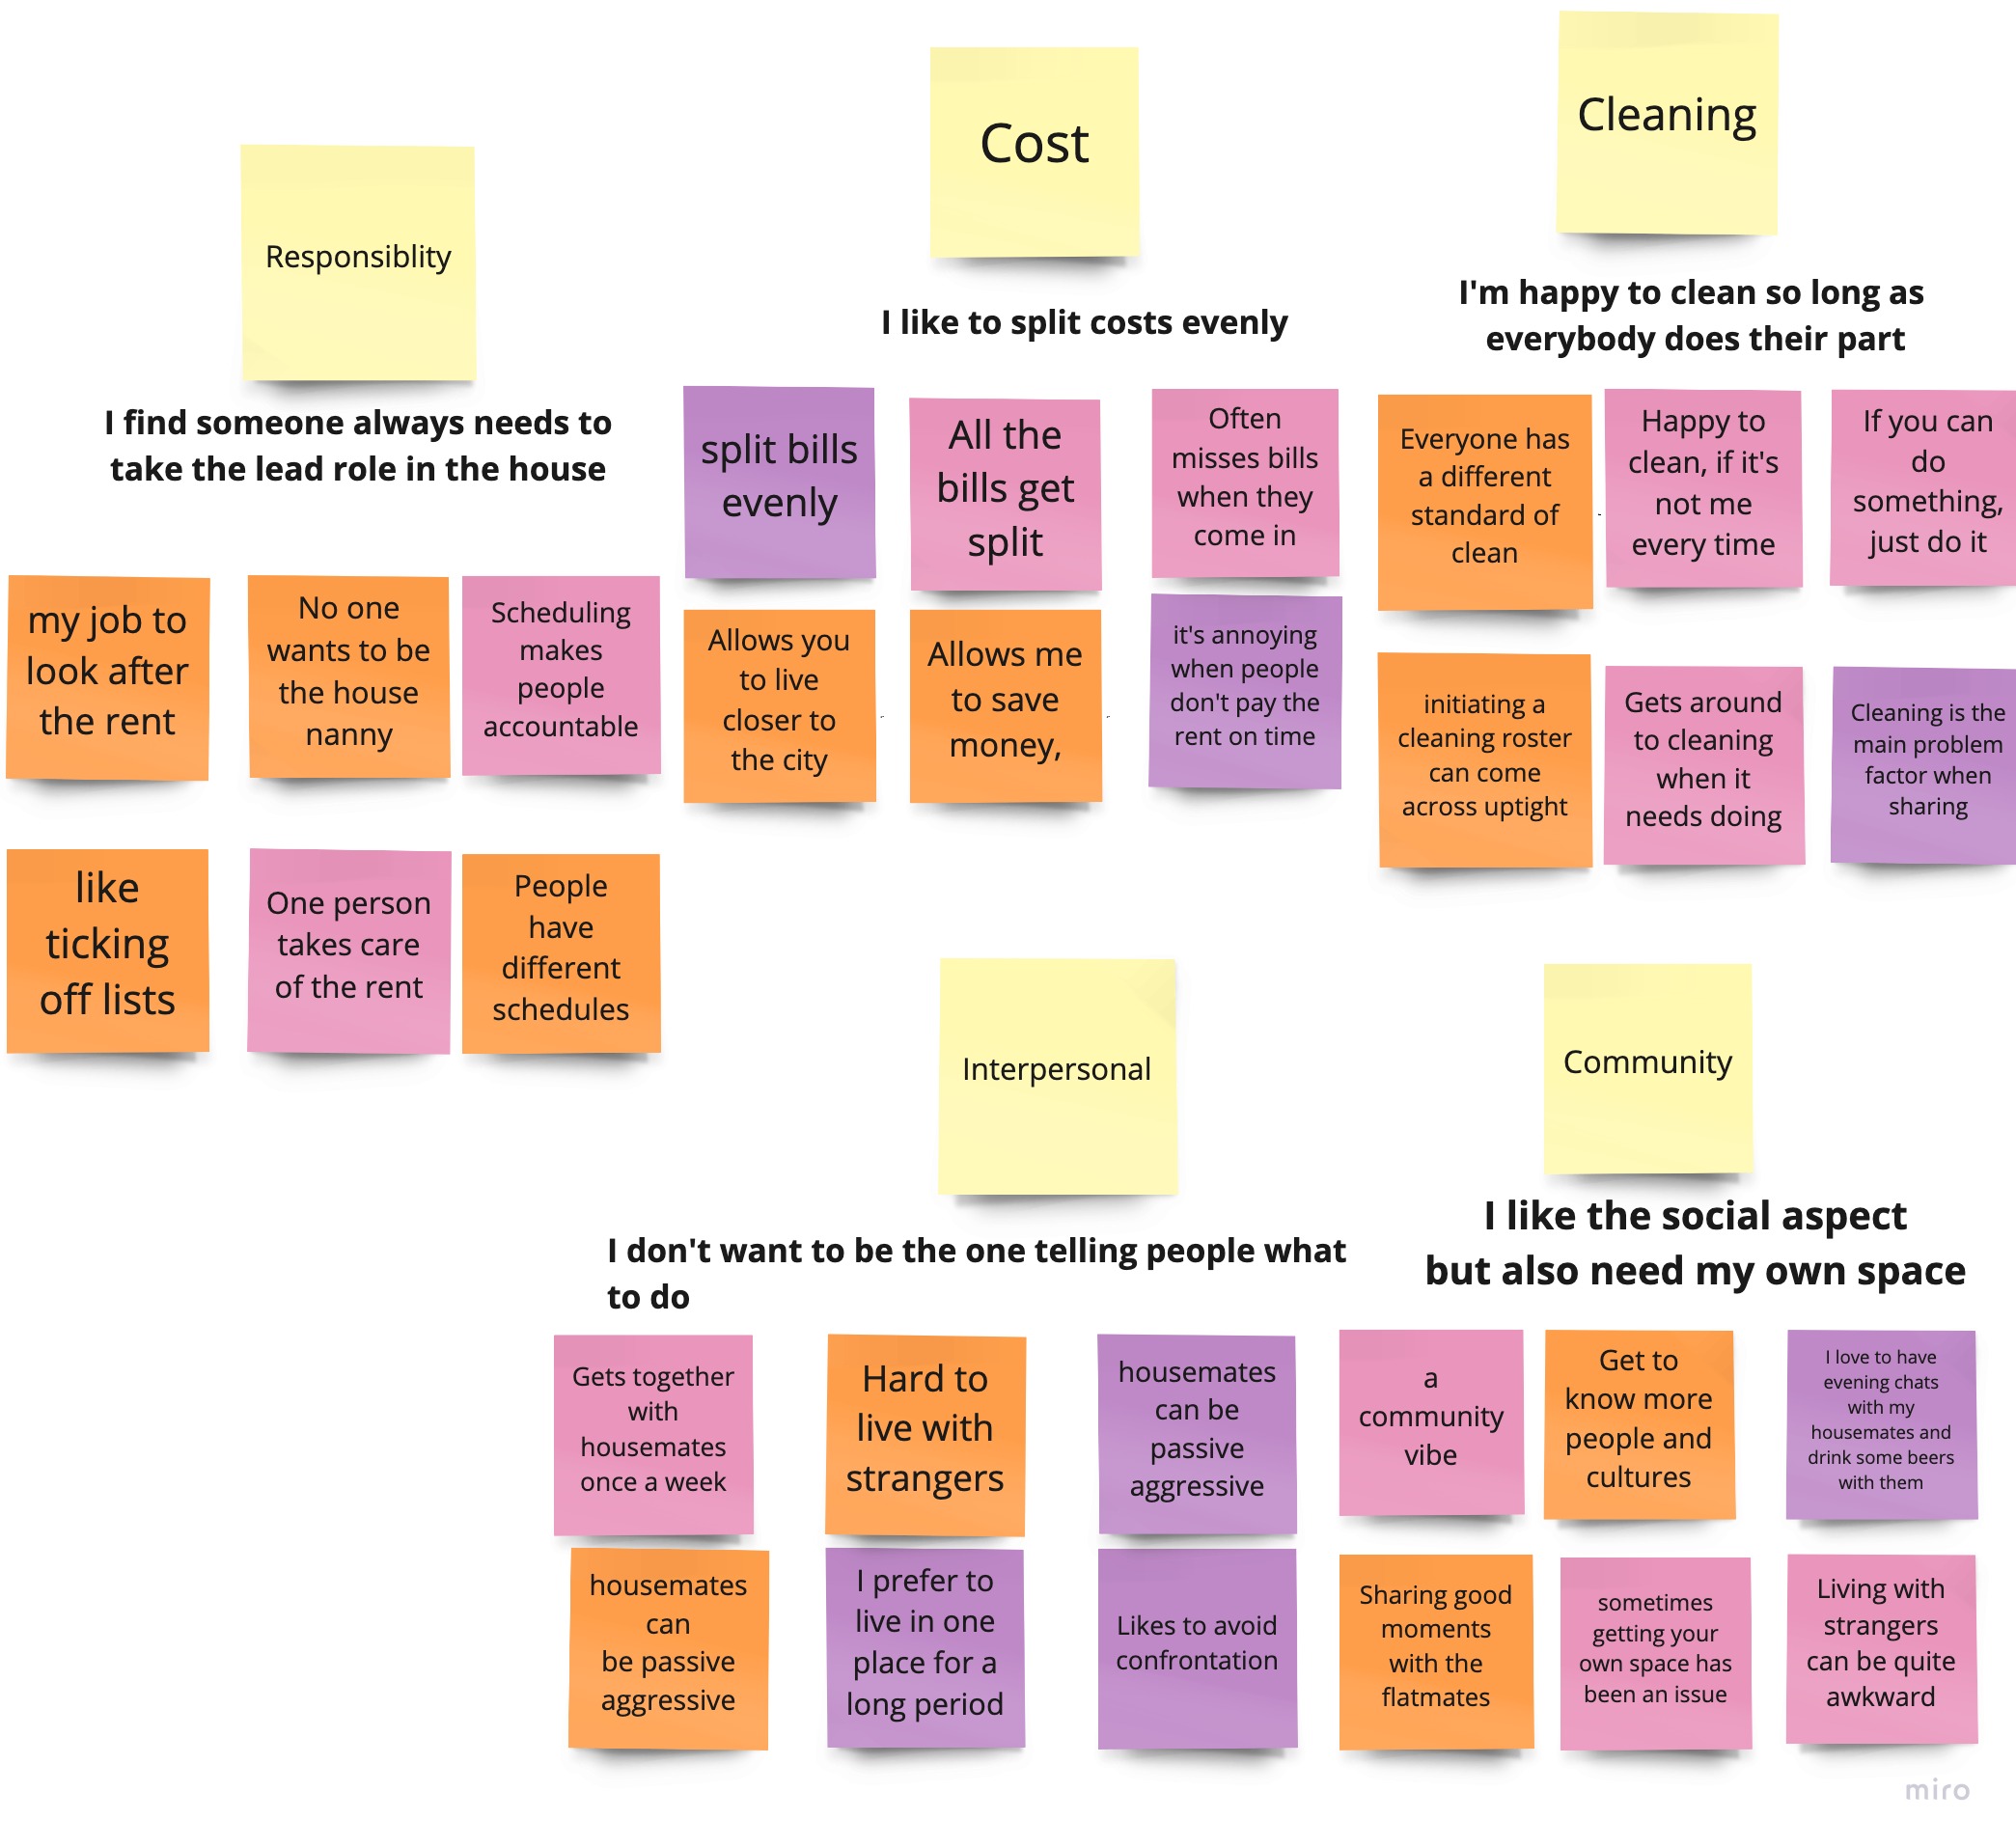 Responsiblity
I find someone always needs to
take the lead role in the house
my job to
look after
the rent
No one
wants to be
the house
nanny
Scheduling
makes
people
accountable
like
ticking
off lists
One person
takes care
of the rent
People
have
different
schedules
Cost
I like to split costs evenly
split bills
evenly
All the
bills get
split
Often
misses bills
when they
come in
Allows you
to live
closer to
the city
Allows me
to save
money,
it's annoying
when people
don't pay the
rent on time
Cleaning
I'm happy to clean so long as
everybody does their part
Everyone has
a different
standard of
clean
Happy to
clean, if it's
not me
every time
If you can
do
something,
just do it
initiating a
cleaning roster
can come
across uptight
Gets around
to cleaning
when it
needs doing
Cleaning is the
main problem
factor when
sharing
Interpersonal
I don't want to be the one telling people what
to do
Gets together
with
housemates
once a week
Hard to
live with
strangers
housemates
can be
passive
aggressive
housemates
can
be passive
aggressive
I prefer to
live in one
place for a
long period
Likes to avoid
confrontation
Community
I like the social aspect
but also need my own space
a
community
vibe
Get to
know more
people and
cultures
I love to have
evening chats
with my
housemates and
drink some beers
with them
Sharing good
moments
with the
flatmates
sometimes
getting your
own space has
been an issue
Living with
strangers
can be quite
awkward
miro